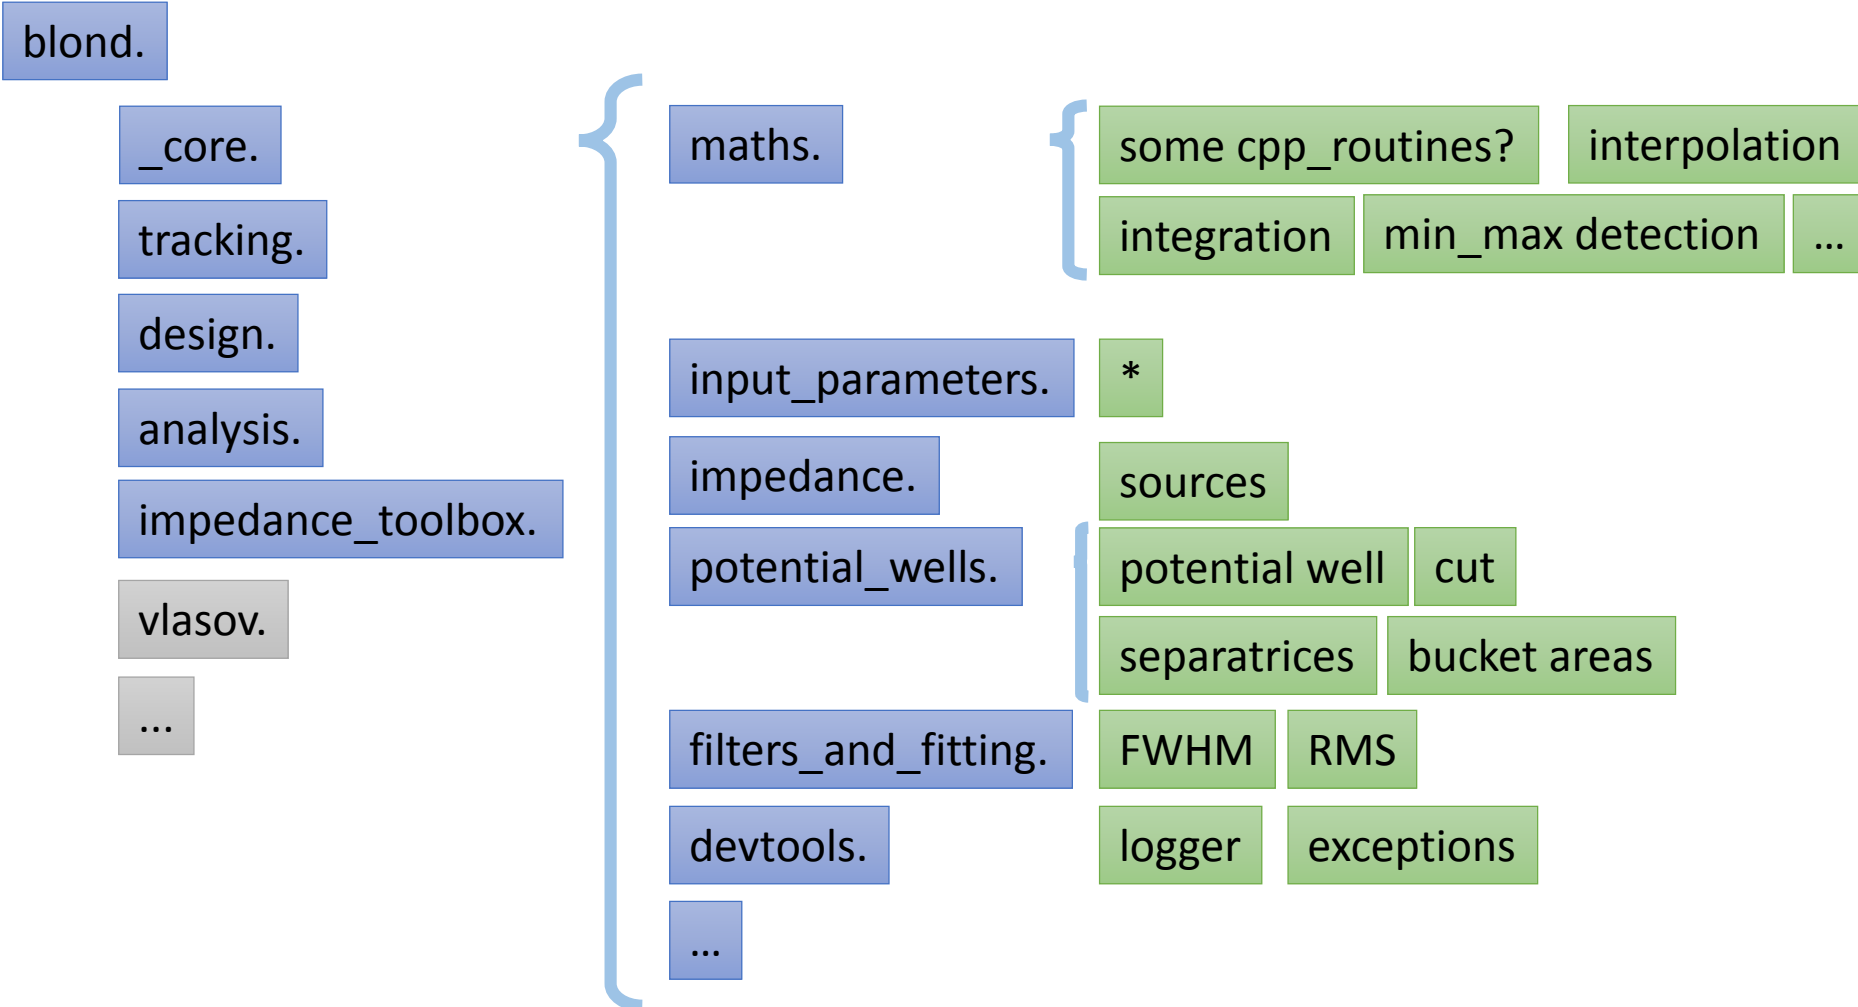 blond.
_core.
tracking.
design.
analysis.
impedance_toolbox.
vlasov.
...
maths.
some cpp_routines?
interpolation
integration
min_max detection
...
input_parameters.
*
impedance.
sources
potential_wells.
potential well
cut
separatrices
bucket areas
filters_and_fitting.
FWHM
RMS
devtools.
logger
exceptions
...